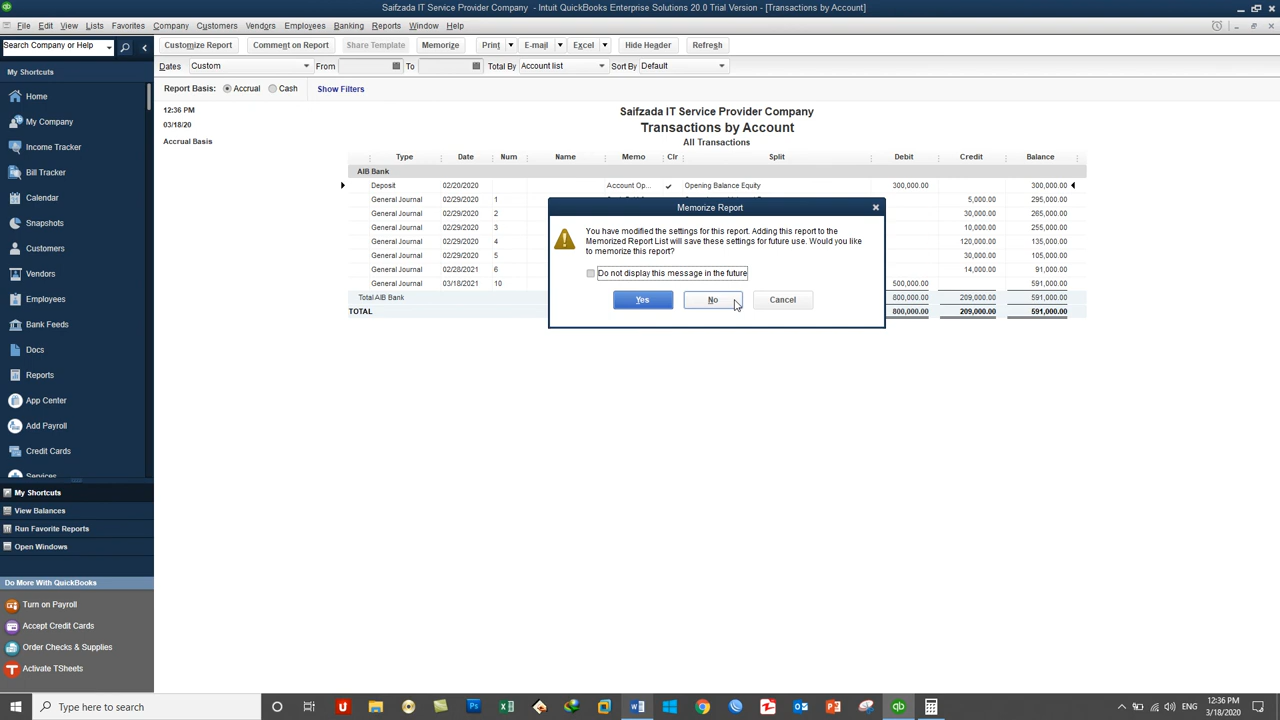 Saifzada IT Service Provider Company - Intuit QuickBooks Enterprise Solutions 20.0 Trial Version - [Transactions by Account]
File Edit View Lists Favorites Company Customers Vendors Employees Banking Reports Window Help
Search Company or Help
Customize Report Comment on Report Share Template Memorize Print E-mail Excel Hide Header Refresh
Dates Custom From To Total By Account list Sort By Default
Report Basis: Accrual Cash Show Filters
My Shortcuts
Home
My Company
Income Tracker
Bill Tracker
Calendar
Snapshots
Customers
Vendors
Employees
Bank Feeds
Docs
Reports
App Center
Add Payroll
Credit Cards
Services
My Shortcuts
View Balances
Run Favorite Reports
Open Windows
Do More With QuickBooks
Turn on Payroll
Accept Credit Cards
Order Checks & Supplies
Activate TSheets
12:36 PM
03/18/20
Accrual Basis
Saifzada IT Service Provider Company
Transactions by Account
All Transactions
Type Date Num Name Memo Clr Split Debit Credit Balance
AIB Bank
Deposit 02/20/2020 Account Op... ✓ Opening Balance Equity 300,000.00 300,000.00
General Journal 02/29/2020 1 5,000.00 295,000.00
General Journal 02/29/2020 2 30,000.00 265,000.00
General Journal 02/29/2020 3 10,000.00 255,000.00
General Journal 02/29/2020 4 120,000.00 135,000.00
General Journal 02/29/2020 5 30,000.00 105,000.00
General Journal 02/28/2021 6 14,000.00 91,000.00
General Journal 03/18/2021 10 500,000.00 591,000.00
Total AIB Bank 800,000.00 209,000.00 591,000.00
TOTAL 800,000.00 209,000.00 591,000.00
Memorize Report
You have modified the settings for this report. Adding this report to the
Memorized Report List will save these settings for future use. Would you like
to memorize this report?
Do not display this message in the future
Yes No Cancel
Type here to search
ENG
12:36 PM
3/18/2020